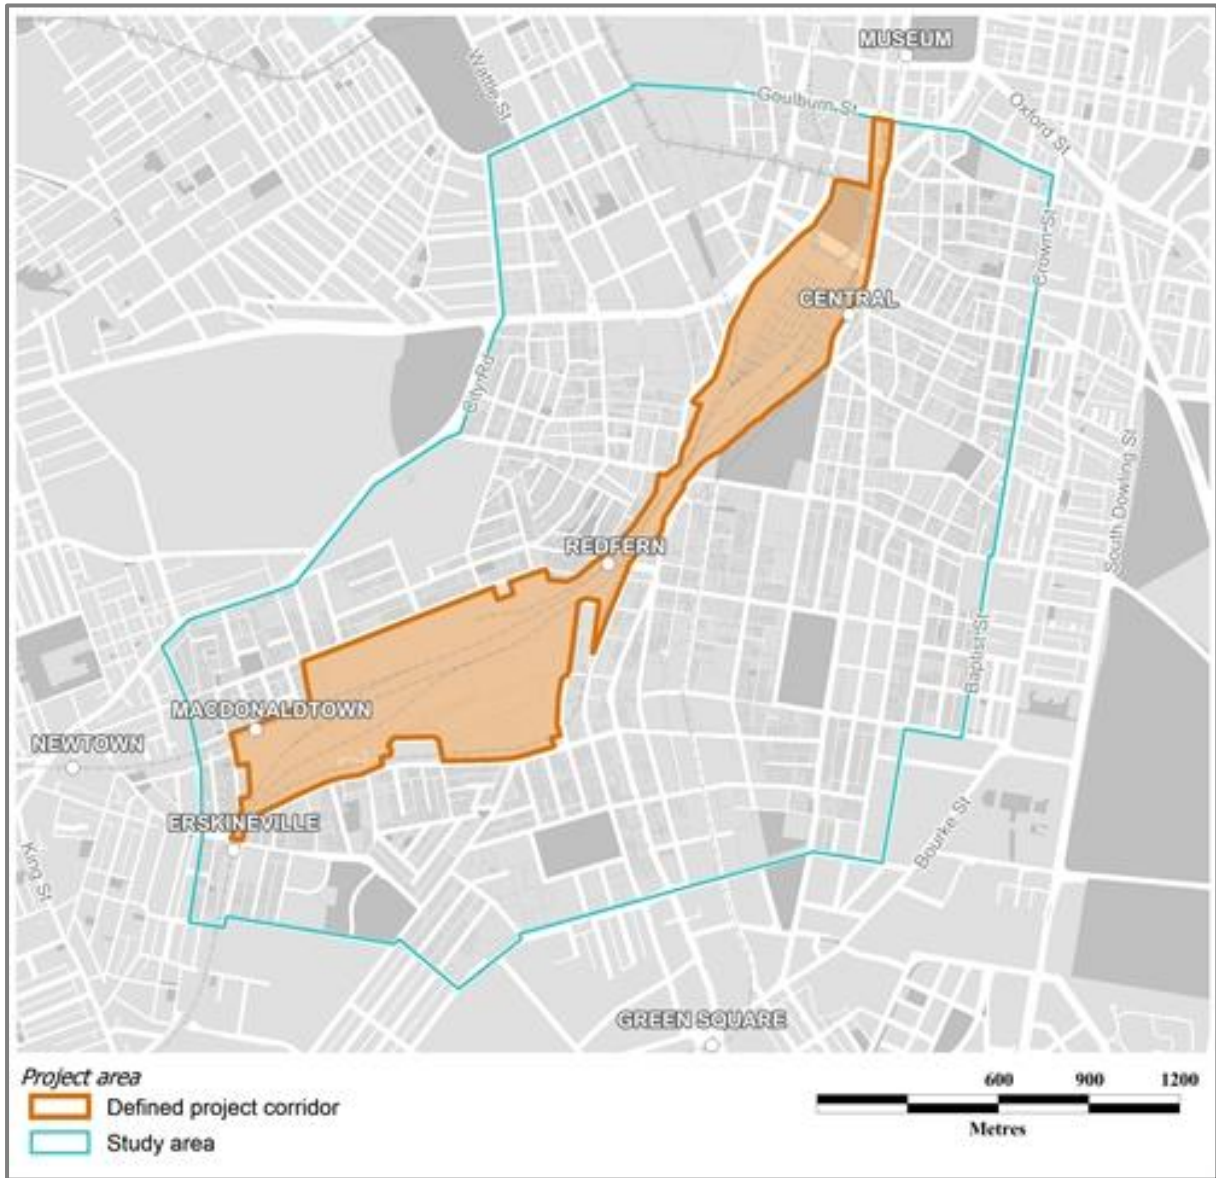 MUSEUM
Wattle St
Goulburn St
Oxford St
Crown St
CENTRAL
City Rd
South Dowling St
REDFERN
Baptist St
MACDONALDTOWN
NEWTOWN
ERSKINEVILLE
Bourke St
King St
GREEN SQUARE
Project area
Defined project corridor
Study area
600 900 1200
Metres